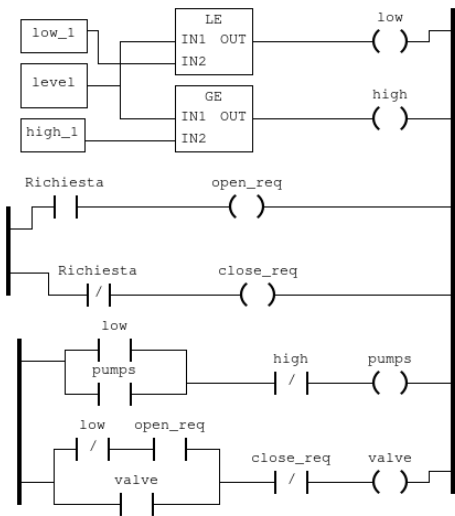 LE
low
low_1
IN1 OUT
IN2
level
GE
high
IN1 OUT
high_1
IN2
Richiesta
open_req
Richiesta
close_req
/
low
pumps
high
pumps
/
low
open_req
/
valve
close_req
valve
/